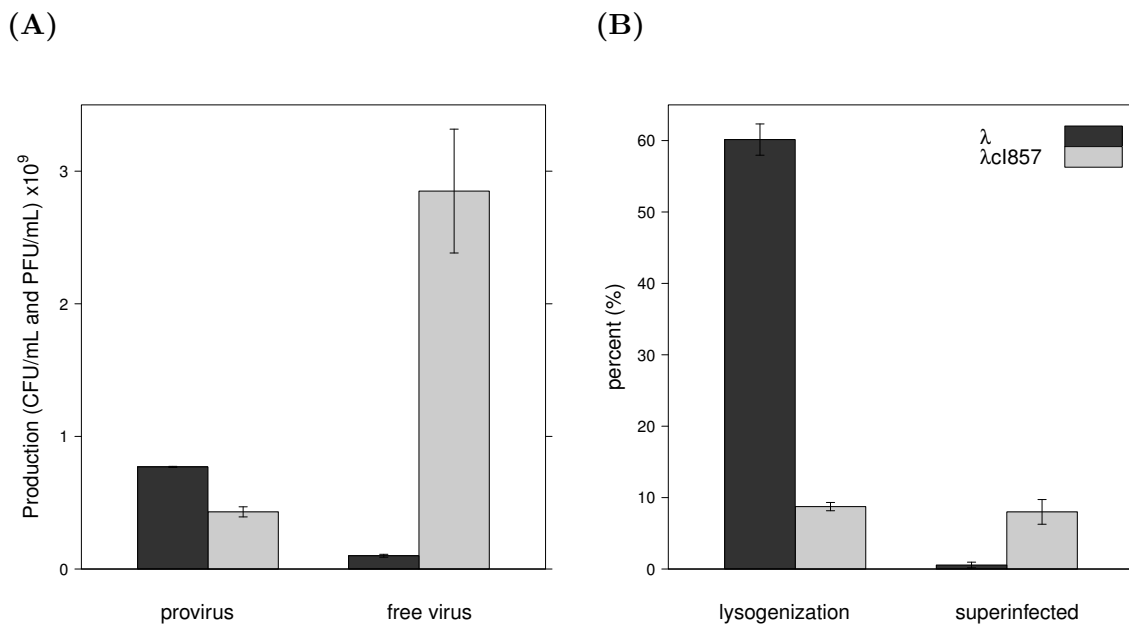 (A)
Production (CFU/mL and PFU/mL) x10⁹
3
2
1
0
provirus
free virus
(B)
percent (%)
60
50
40
30
20
10
0
λ
λcI857
lysogenization
superinfected